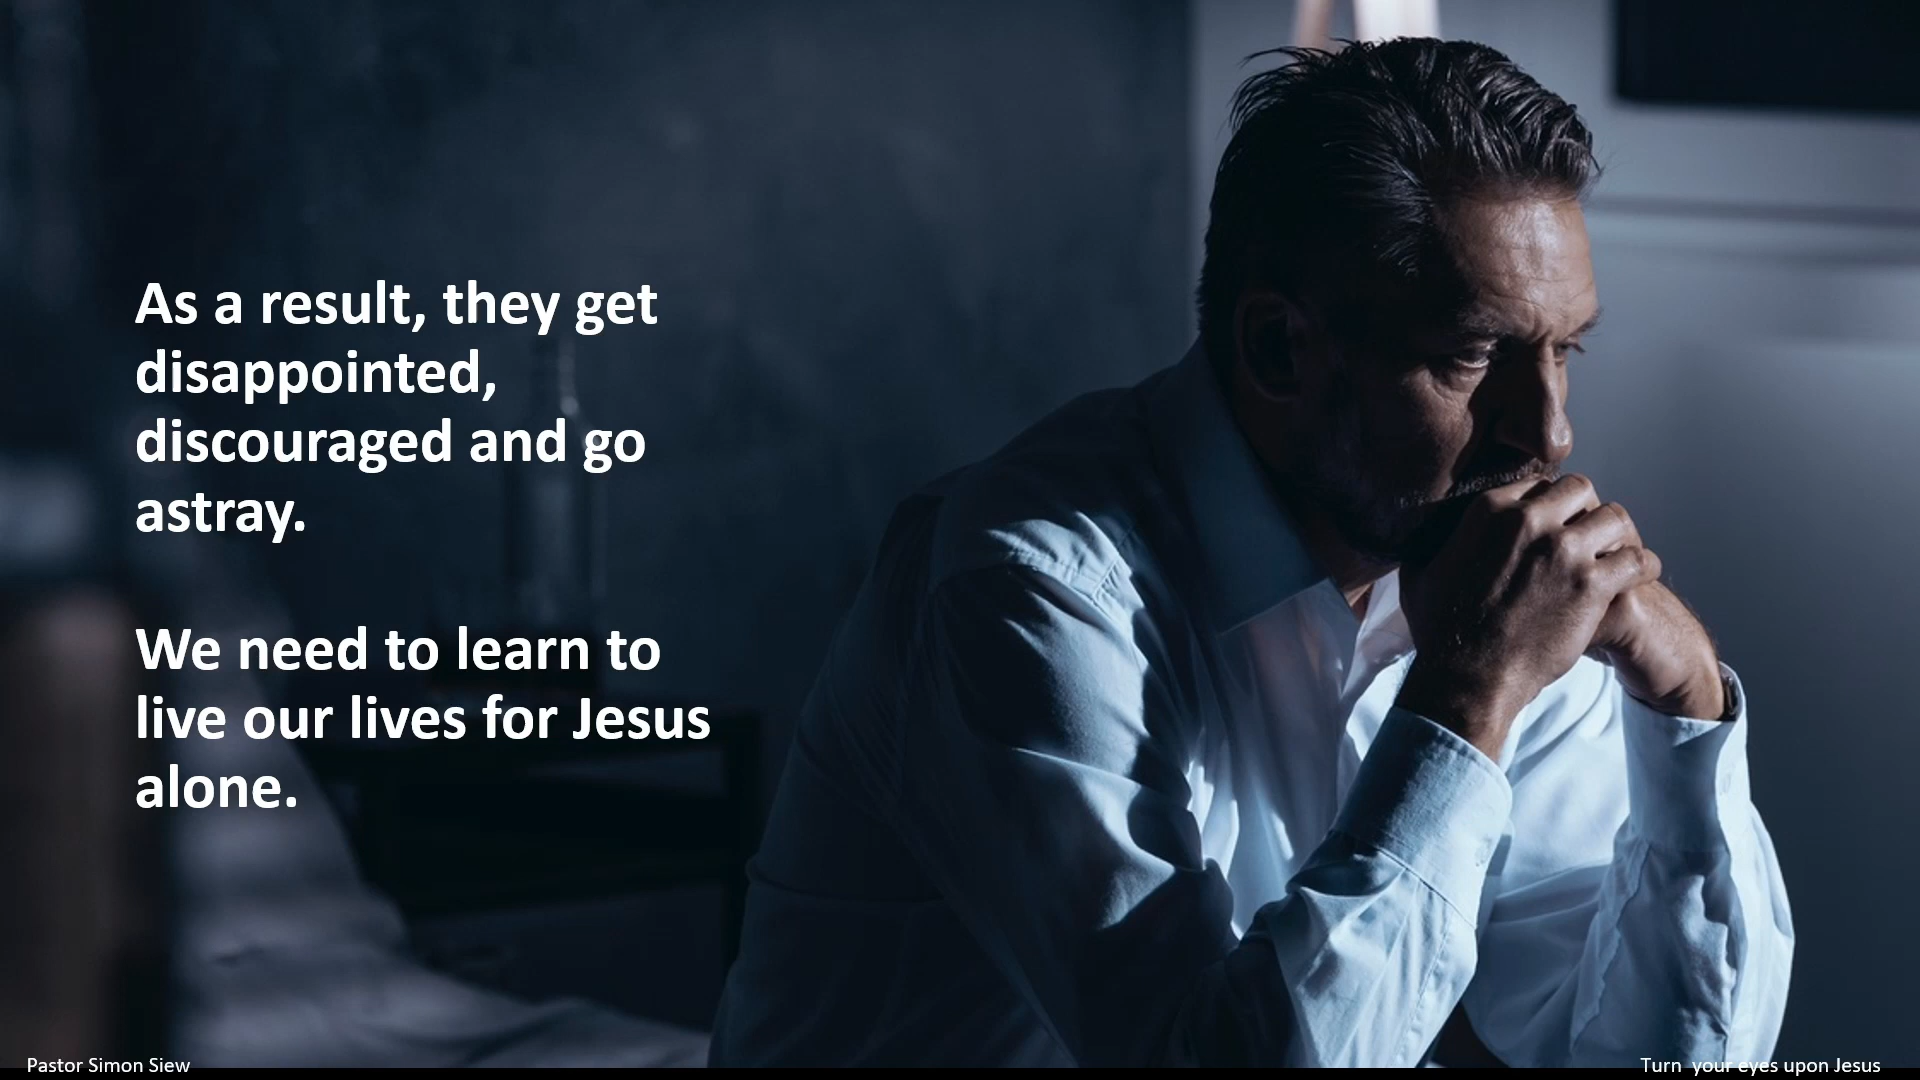 As a result, they get
disappointed,
discouraged and go
astray.
We need to learn to
live our lives for Jesus
alone.
Pastor Simon Siew
Turn  your eyes upon Jesus